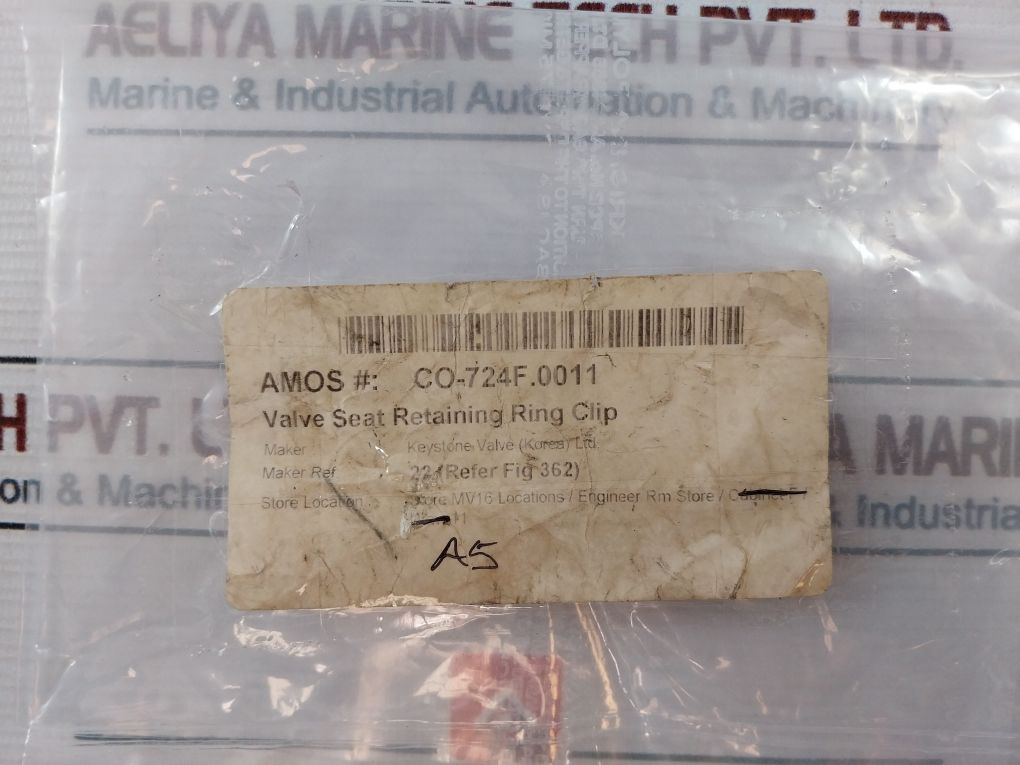 AELIYA MARINE TECH PVT. LTD.
Marine & Industrial Automation & Machinery
AMOS #: CO-724F.0011
Valve Seat Retaining Ring Clip
Maker : Keystone Valve (Korea) Ltd.
Maker Ref : 22 (Refer Fig 362)
Store Location : Store MV16 Locations / Engineer Rm Store / Cabinet F
A5
H PVT. L
on & Machin
A MARIN
& Industria